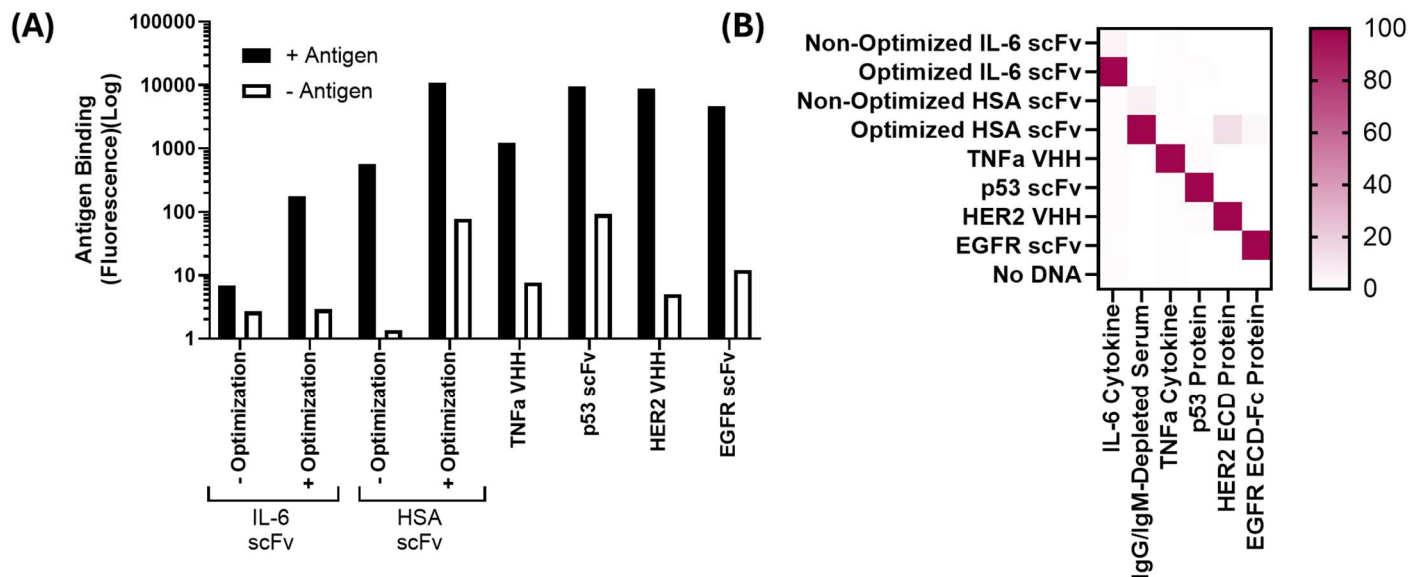 (A)
Antigen Binding
(Fluorescence)(Log)
100000
10000
1000
100
10
1
+ Antigen
- Antigen
- Optimization
+ Optimization
- Optimization
+ Optimization
TNFa VHH
p53 scFv
HER2 VHH
EGFR scFv
IL-6
scFv
HSA
scFv
(B)
Non-Optimized IL-6 scFv
Optimized IL-6 scFv
Non-Optimized HSA scFv
Optimized HSA scFv
TNFa VHH
p53 scFv
HER2 VHH
EGFR scFv
No DNA
IL-6 Cytokine
IgG/IgM-Depleted Serum
TNFa Cytokine
p53 Protein
HER2 ECD Protein
EGFR ECD-Fc Protein
100
80
60
40
20
0